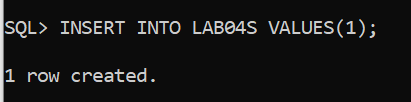 SQL> INSERT INTO LAB04S VALUES(1);
1 row created.